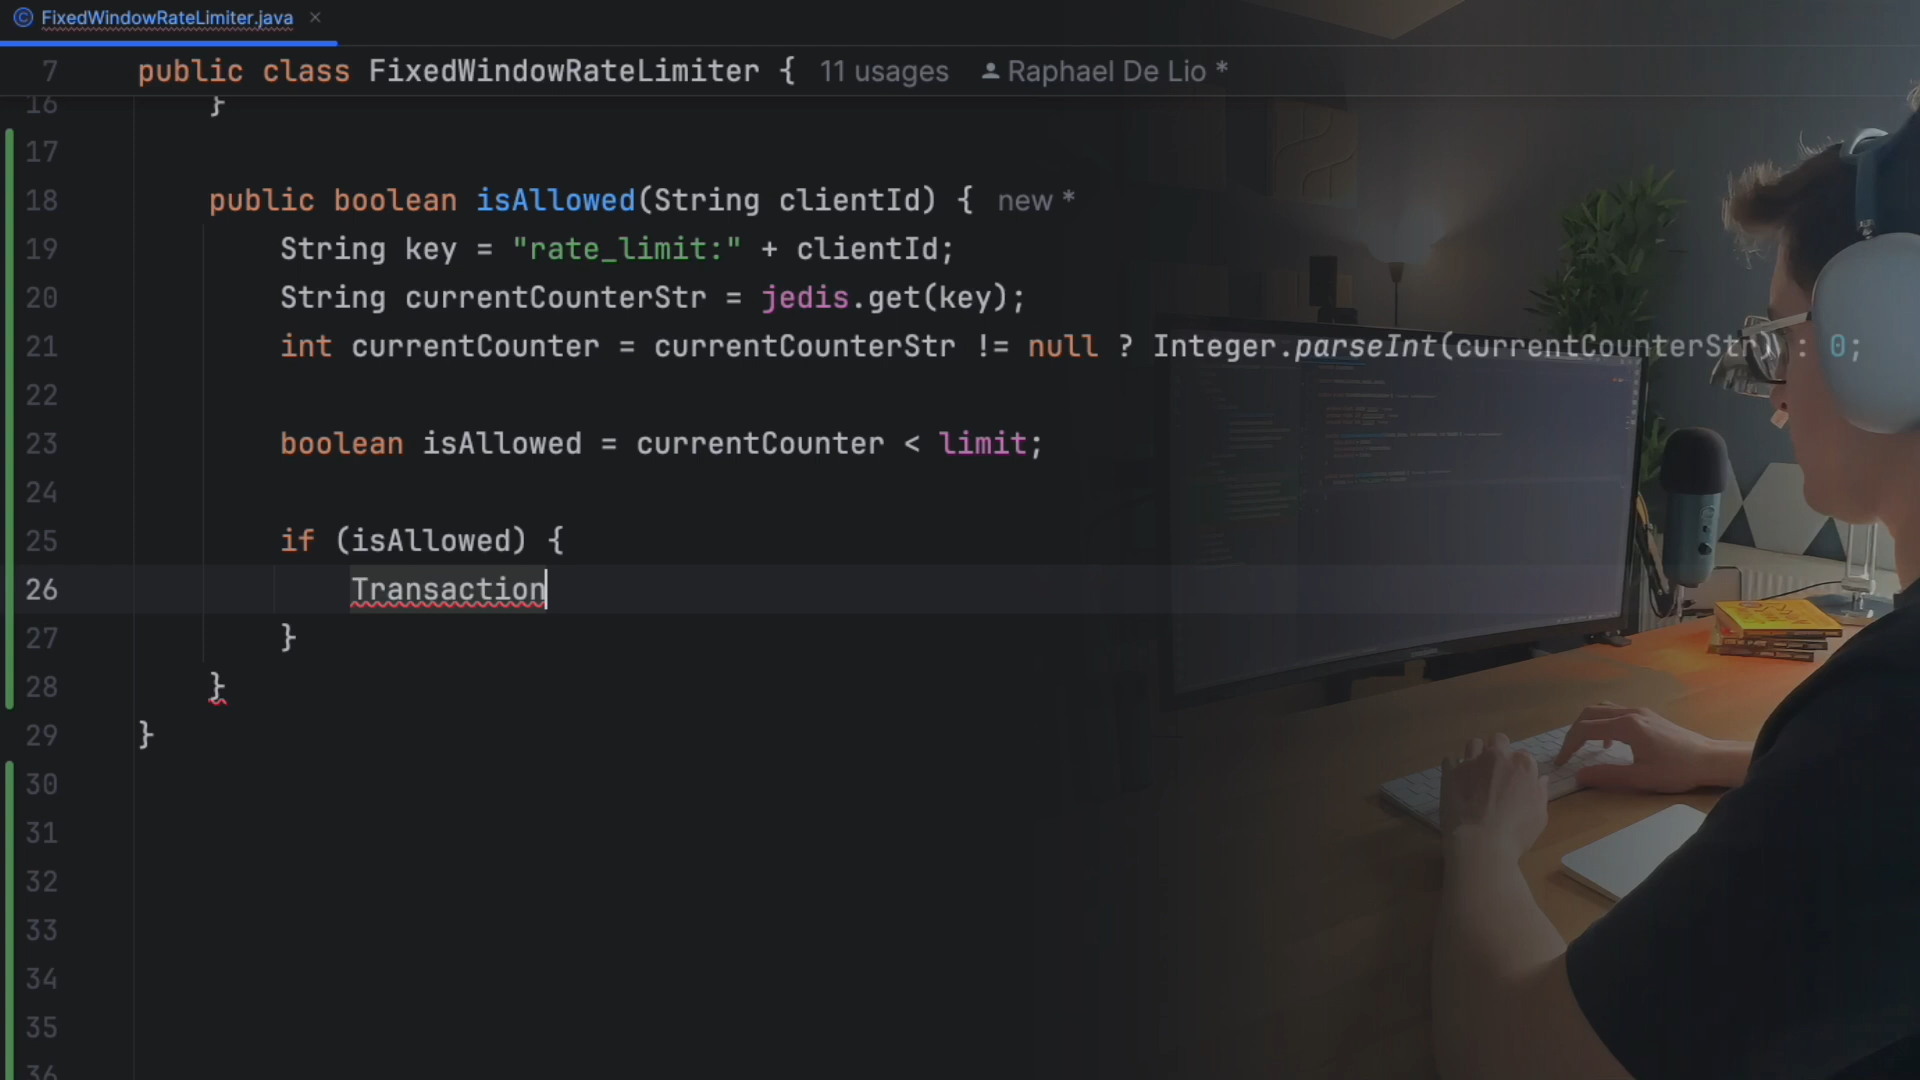 FixedWindowRateLimiter.java
7 public class FixedWindowRateLimiter { 11 usages Raphael De Lio *
16 }
17
18 public boolean isAllowed(String clientId) { new *
19 String key = "rate_limit:" + clientId;
20 String currentCounterStr = jedis.get(key);
21 int currentCounter = currentCounterStr != null ? Integer.parseInt(currentCounterStr) : 0;
22
23 boolean isAllowed = currentCounter < limit;
24
25 if (isAllowed) {
26 Transaction
27 }
28 }
29 }
30
31
32
33
34
35
36